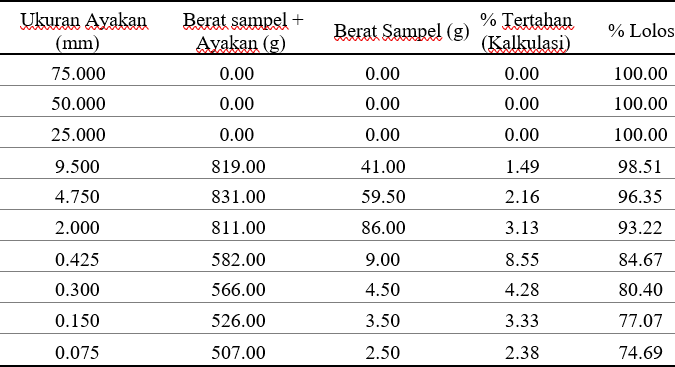 Ukuran Ayakan (mm) Berat sampel + Ayakan (g) Berat Sampel (g) % Tertahan (Kalkulasi) % Lolos
75.000 0.00 0.00 0.00 100.00
50.000 0.00 0.00 0.00 100.00
25.000 0.00 0.00 0.00 100.00
9.500 819.00 41.00 1.49 98.51
4.750 831.00 59.50 2.16 96.35
2.000 811.00 86.00 3.13 93.22
0.425 582.00 9.00 8.55 84.67
0.300 566.00 4.50 4.28 80.40
0.150 526.00 3.50 3.33 77.07
0.075 507.00 2.50 2.38 74.69